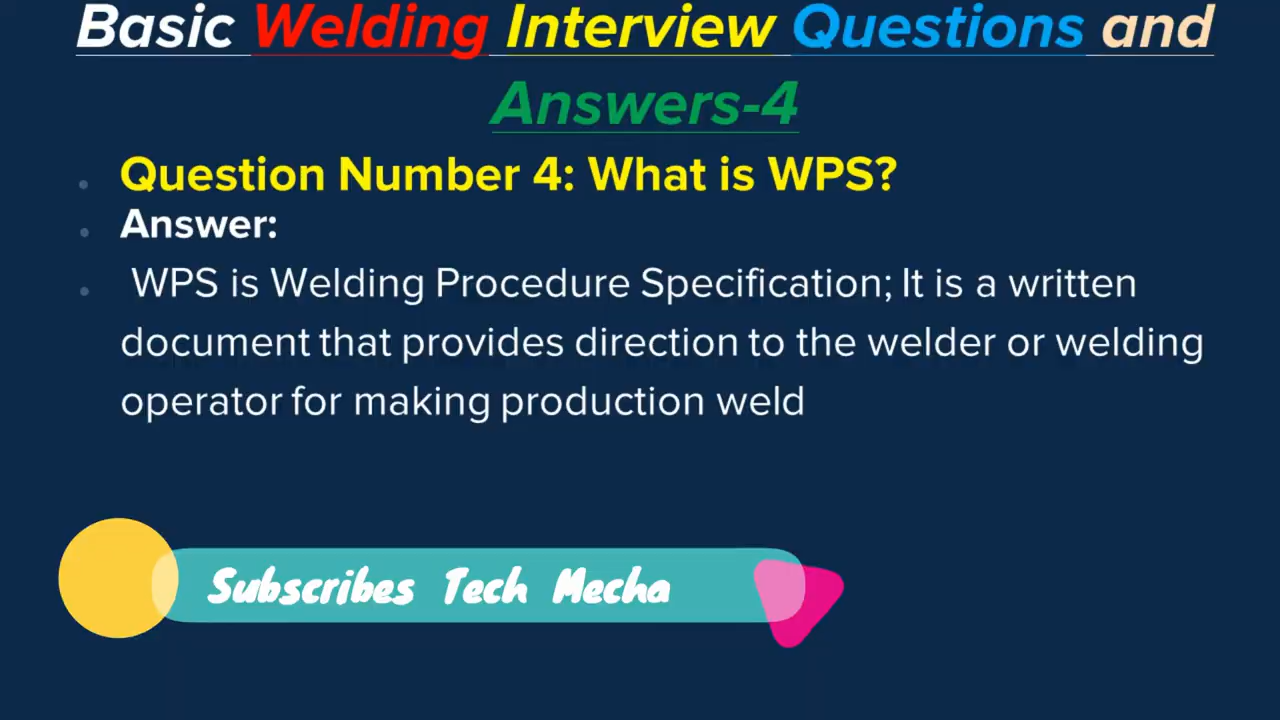 Basic Welding Interview Questions and
Answers-4
Question Number 4: What is WPS?
Answer:
WPS is Welding Procedure Specification; It is a written
document that provides direction to the welder or welding
operator for making production weld
Subscribes Tech Mecha